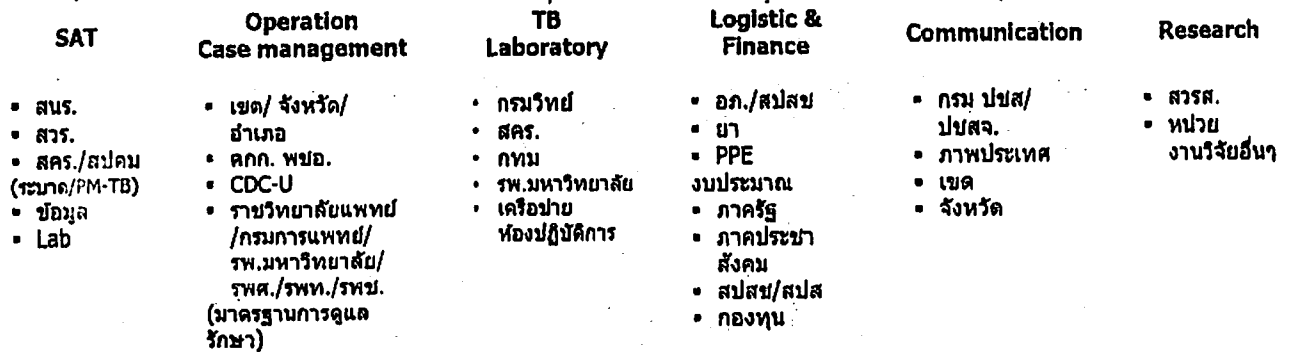 SAT
▪ สนร.
▪ สวร.
▪ สคร./สปคม
(ระบาด/PM-TB)
▪ ข้อมูล
▪ Lab
Operation
Case management
▪ เขต/ จังหวัด/
อำเภอ
▪ คกก. พชอ.
▪ CDC-U
▪ ราชวิทยาลัยแพทย์
/กรมการแพทย์/
รพ.มหาวิทยาลัย/
รพศ./รพท./รพช.
(มาตรฐานการดูแล
รักษา)
TB
Laboratory
• กรมวิทย์
• สคร.
• กทม
• รพ.มหาวิทยาลัย
• เครือข่าย
ห้องปฏิบัติการ
Logistic &
Finance
▪ อภ./สปสช
▪ ยา
▪ PPE
งบประมาณ
▪ ภาครัฐ
▪ ภาคประชา
สังคม
▪ สปสช/สปส
▪ กองทุน
Communication
▪ กรม ปชส/
ปชสจ.
▪ ภาพประเทศ
▪ เขต
▪ จังหวัด
Research
▪ สวรส.
▪ หน่วย
งานวิจัยอื่นๆ